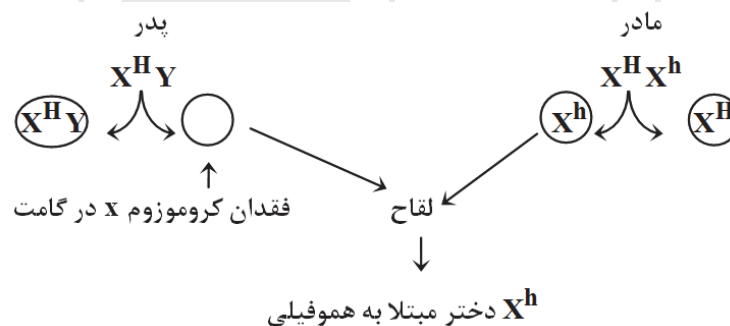 مادر
پدر
X^H X^h
X^H Y
X^H
X^h
X^H Y
لقاح
فقدان کروموزوم x در گامت
X^h دختر مبتلا به هموفیلی